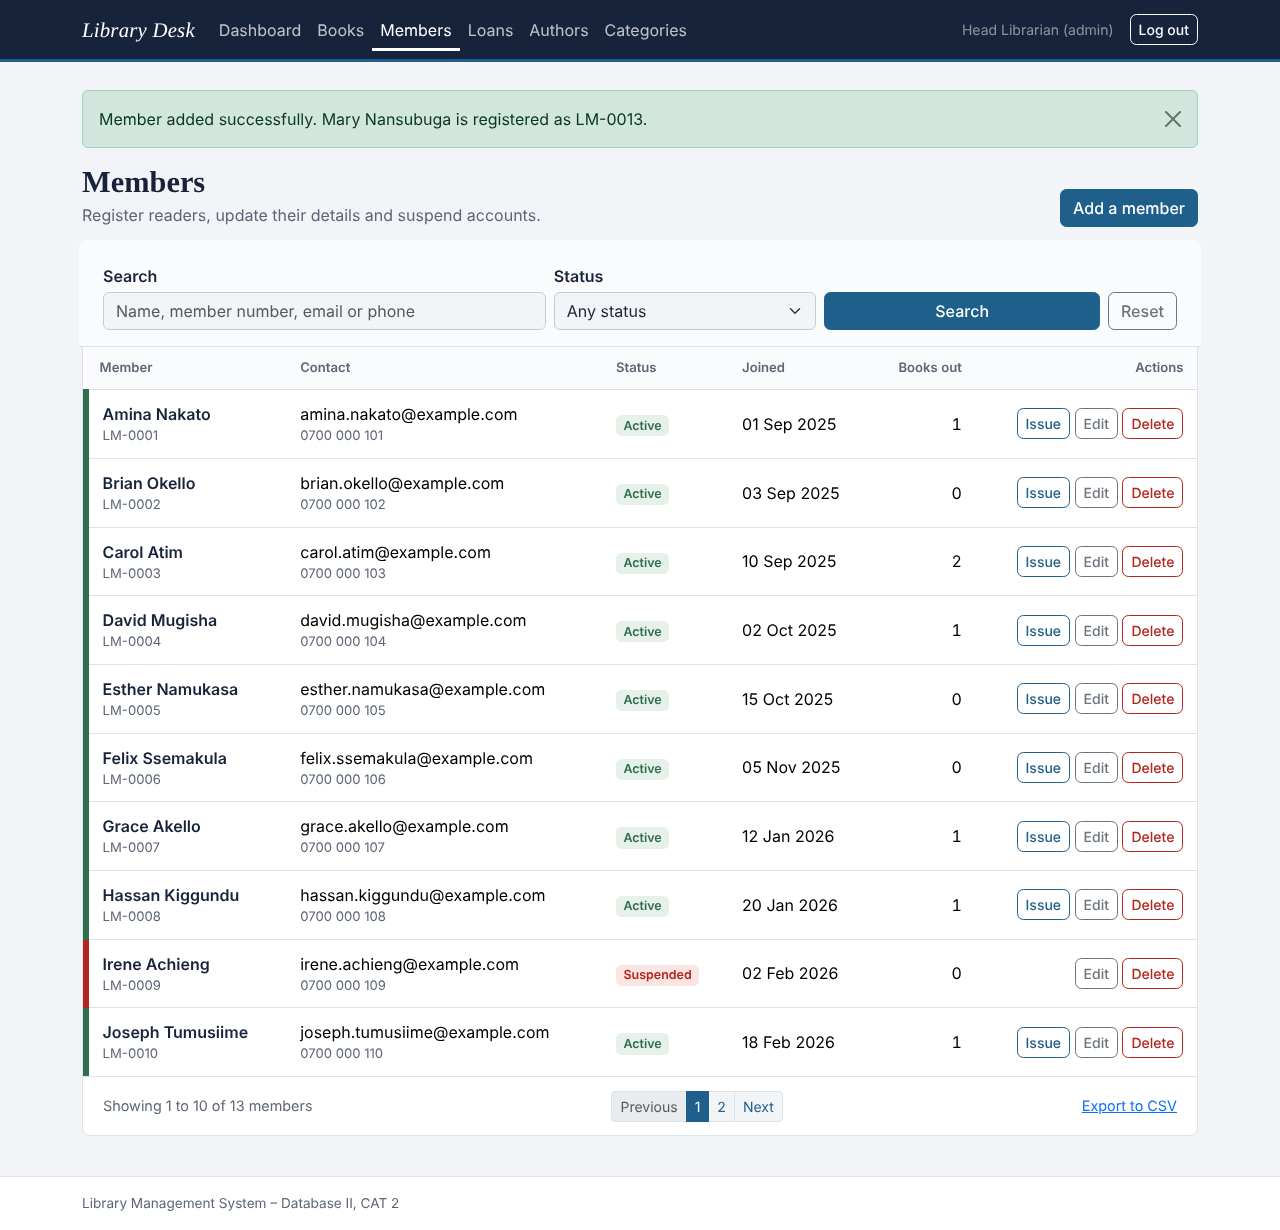 Library Desk Dashboard Books Members Loans Authors Categories Head Librarian (admin) Log out
Member added successfully. Mary Nansubuga is registered as LM-0013.
Members
Register readers, update their details and suspend accounts.
Add a member
Search Status
Name, member number, email or phone Any status Search Reset
Member Contact Status Joined Books out Actions
Amina Nakato amina.nakato@example.com
LM-0001 0700 000 101 Active 01 Sep 2025 1 Issue Edit Delete
Brian Okello brian.okello@example.com
LM-0002 0700 000 102 Active 03 Sep 2025 0 Issue Edit Delete
Carol Atim carol.atim@example.com
LM-0003 0700 000 103 Active 10 Sep 2025 2 Issue Edit Delete
David Mugisha david.mugisha@example.com
LM-0004 0700 000 104 Active 02 Oct 2025 1 Issue Edit Delete
Esther Namukasa esther.namukasa@example.com
LM-0005 0700 000 105 Active 15 Oct 2025 0 Issue Edit Delete
Felix Ssemakula felix.ssemakula@example.com
LM-0006 0700 000 106 Active 05 Nov 2025 0 Issue Edit Delete
Grace Akello grace.akello@example.com
LM-0007 0700 000 107 Active 12 Jan 2026 1 Issue Edit Delete
Hassan Kiggundu hassan.kiggundu@example.com
LM-0008 0700 000 108 Active 20 Jan 2026 1 Issue Edit Delete
Irene Achieng irene.achieng@example.com
LM-0009 0700 000 109 Suspended 02 Feb 2026 0 Edit Delete
Joseph Tumusiime joseph.tumusiime@example.com
LM-0010 0700 000 110 Active 18 Feb 2026 1 Issue Edit Delete
Showing 1 to 10 of 13 members Previous 1 2 Next Export to CSV
Library Management System – Database II, CAT 2